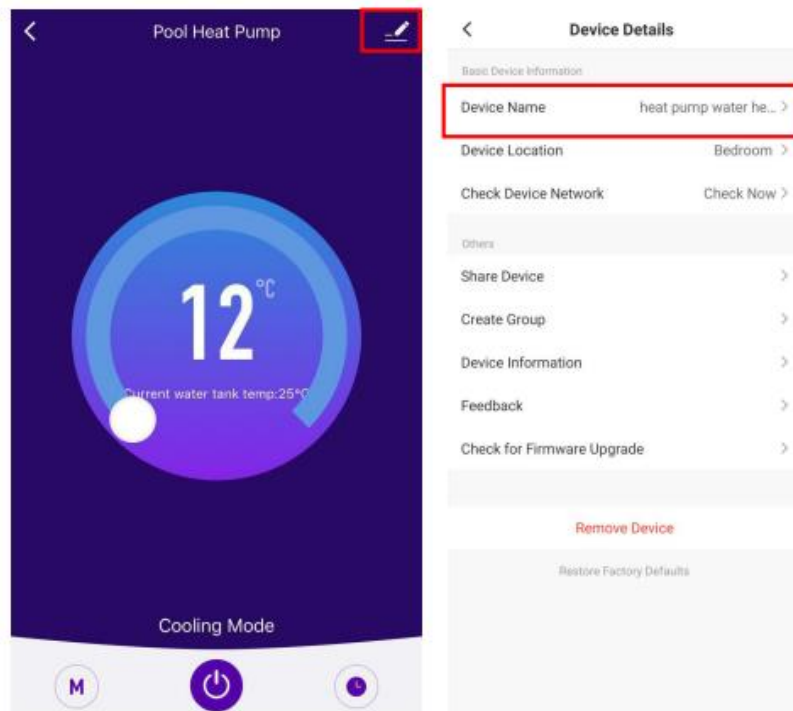 Pool Heat Pump
12 °C
Current water tank temp:25°C
Cooling Mode
M
Device Details
Basic Device Information
Device Name heat pump water he... >
Device Location Bedroom >
Check Device Network Check Now >
Others
Share Device >
Create Group >
Device Information >
Feedback >
Check for Firmware Upgrade >
Remove Device
Restore Factory Defaults